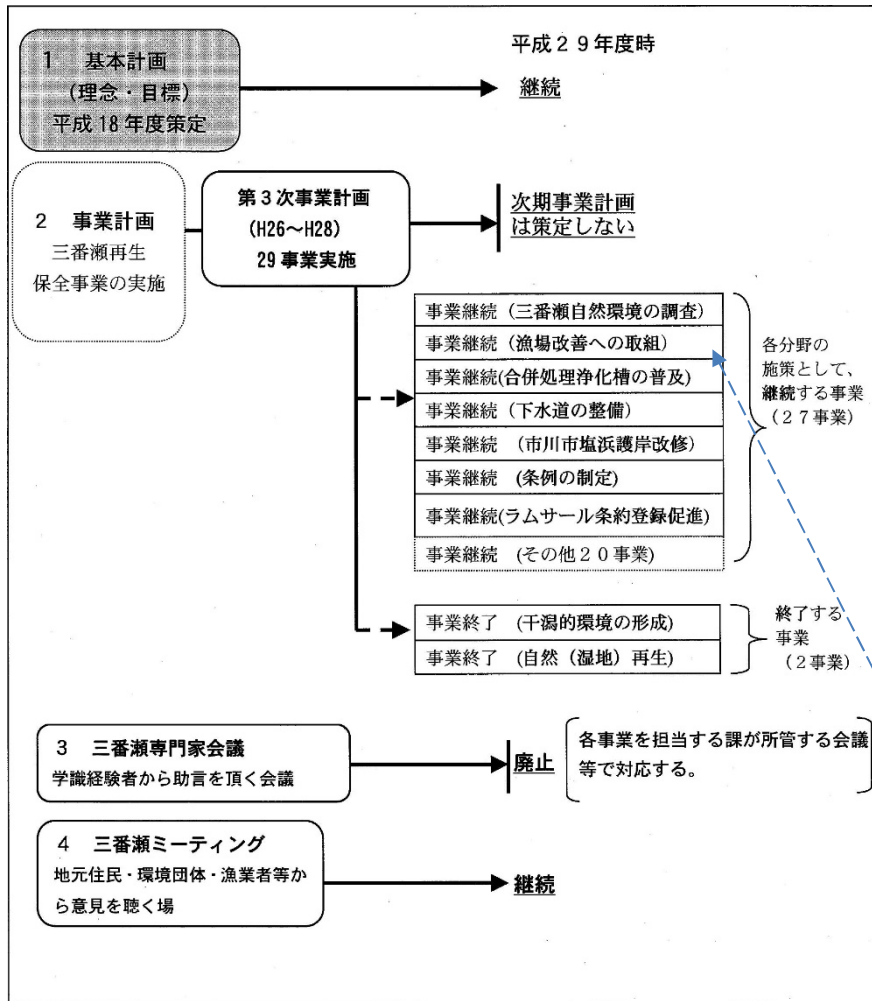 平成２９年度時
１　基本計画
(理念・目標)
平成18年度策定
継続
２　事業計画
三番瀬再生
保全事業の実施
第３次事業計画
(H26～H28)
29事業実施
次期事業計画
は策定しない
事業継続（三番瀬自然環境の調査）
事業継続（漁場改善への取組）
事業継続(合併処理浄化槽の普及)
事業継続（下水道の整備）
事業継続（市川市塩浜護岸改修）
事業継続　(条例の制定)
事業継続(ラムサール条約登録促進)
事業継続（その他２０事業）
各分野の
施策として、
継続する事業
（２７事業）
事業終了　(干潟的環境の形成)
事業終了　(自然（湿地）再生)
終了する
事業
（２事業）
３　三番瀬専門家会議
学識経験者から助言を頂く会議
廃止
各事業を担当する課が所管する会議
等で対応する。
４　三番瀬ミーティング
地元住民・環境団体・漁業者等か
ら意見を聴く場
継続